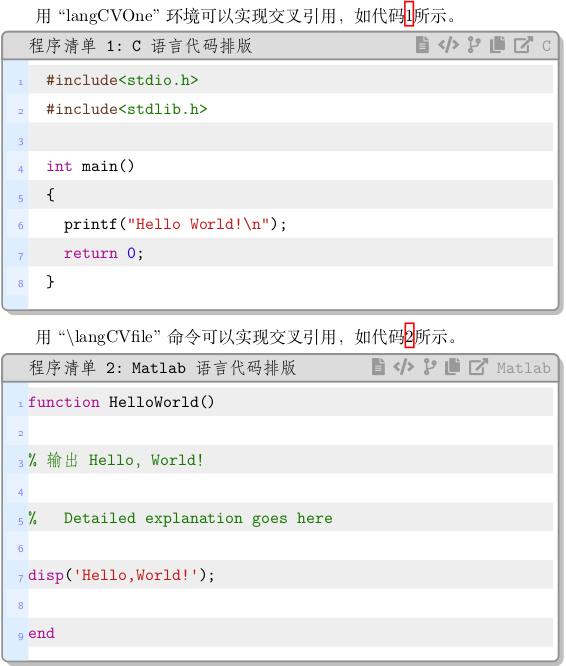 用 “langCVOne” 环境可以实现交叉引用，如代码1所示。
程序清单 1: C 语言代码排版 C
1 #include<stdio.h>
2 #include<stdlib.h>
3
4 int main()
5 {
6 printf("Hello World!\n");
7 return 0;
8 }
用 “\langCVfile” 命令可以实现交叉引用，如代码2所示。
程序清单 2: Matlab 语言代码排版 Matlab
1 function HelloWorld()
2
3 % 输出 Hello, World!
4
5 % Detailed explanation goes here
6
7 disp('Hello,World!');
8
9 end